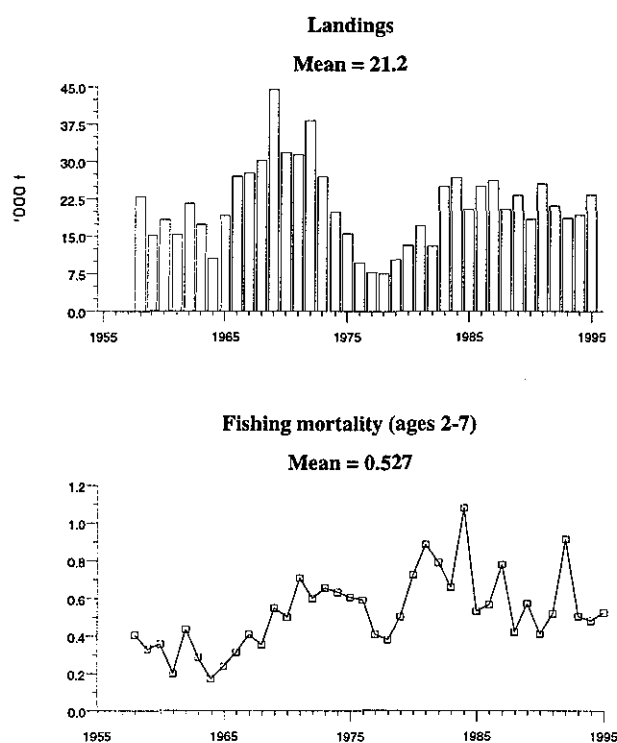 Landings
Mean = 21.2
45.0
37.5
30.0
22.5
15.0
7.5
0.0
'000 t
1955 1965 1975 1985 1995
Fishing mortality (ages 2-7)
Mean = 0.527
1.2
1.0
0.8
0.6
0.4
0.2
0.0
1955 1965 1975 1985 1995